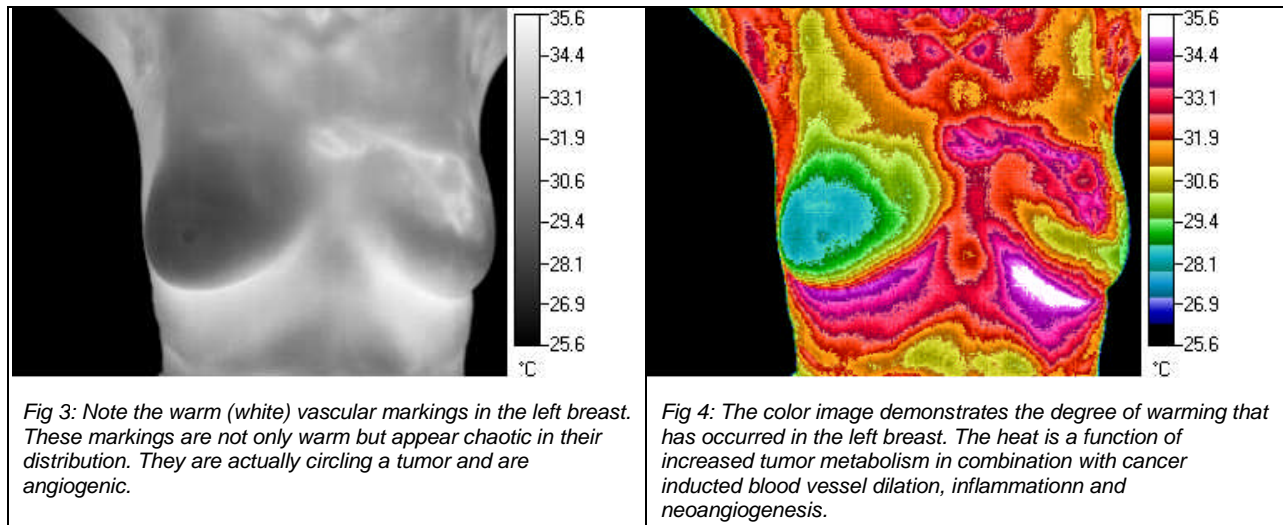 35.6
34.4
33.1
31.9
30.6
29.4
28.1
26.9
25.6
°C
35.6
34.4
33.1
31.9
30.6
29.4
28.1
26.9
25.6
°C
Fig 3: Note the warm (white) vascular markings in the left breast.
These markings are not only warm but appear chaotic in their
distribution. They are actually circling a tumor and are
angiogenic.
Fig 4: The color image demonstrates the degree of warming that
has occurred in the left breast. The heat is a function of
increased tumor metabolism in combination with cancer
inducted blood vessel dilation, inflammationn and
neoangiogenesis.